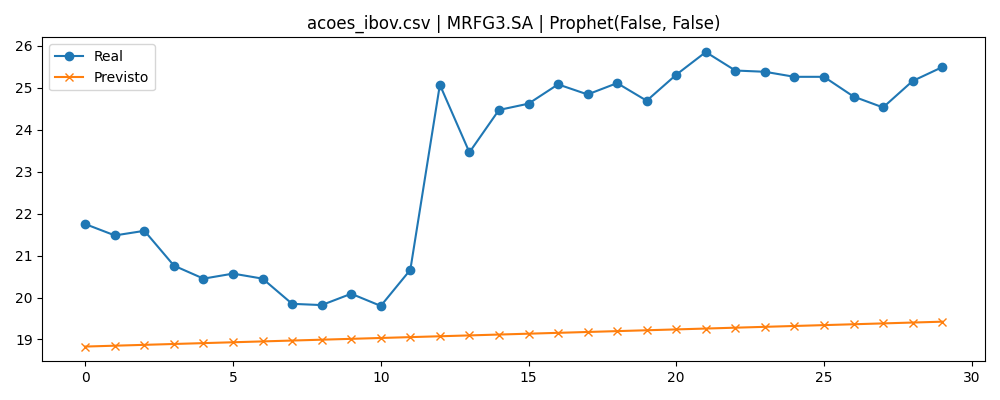 acoes_ibov.csv | MRFG3.SA | Prophet(False, False)
Real
Previsto
26
25
24
23
22
21
20
19
0 5 10 15 20 25 30